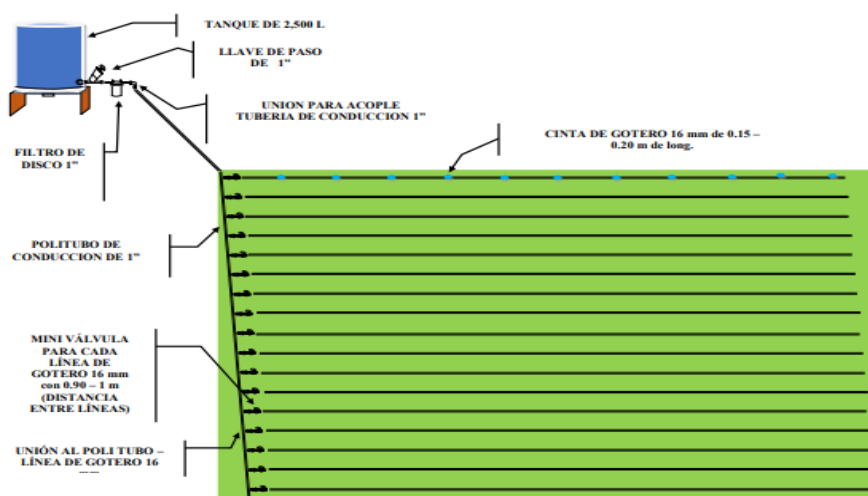 TANQUE DE 2,500 L
LLAVE DE PASO
DE 1”
UNION PARA ACOPLE
TUBERIA DE CONDUCCION 1”
CINTA DE GOTERO 16 mm de 0.15 –
0.20 m de long.
FILTRO DE
DISCO 1”
POLITUBO DE
CONDUCCION DE 1”
MINI VÁLVULA
PARA CADA
LÍNEA DE
GOTERO 16 mm
con 0.90 – 1 m
(DISTANCIA
ENTRE LÍNEAS)
UNIÓN AL POLI TUBO –
LÍNEA DE GOTERO 16